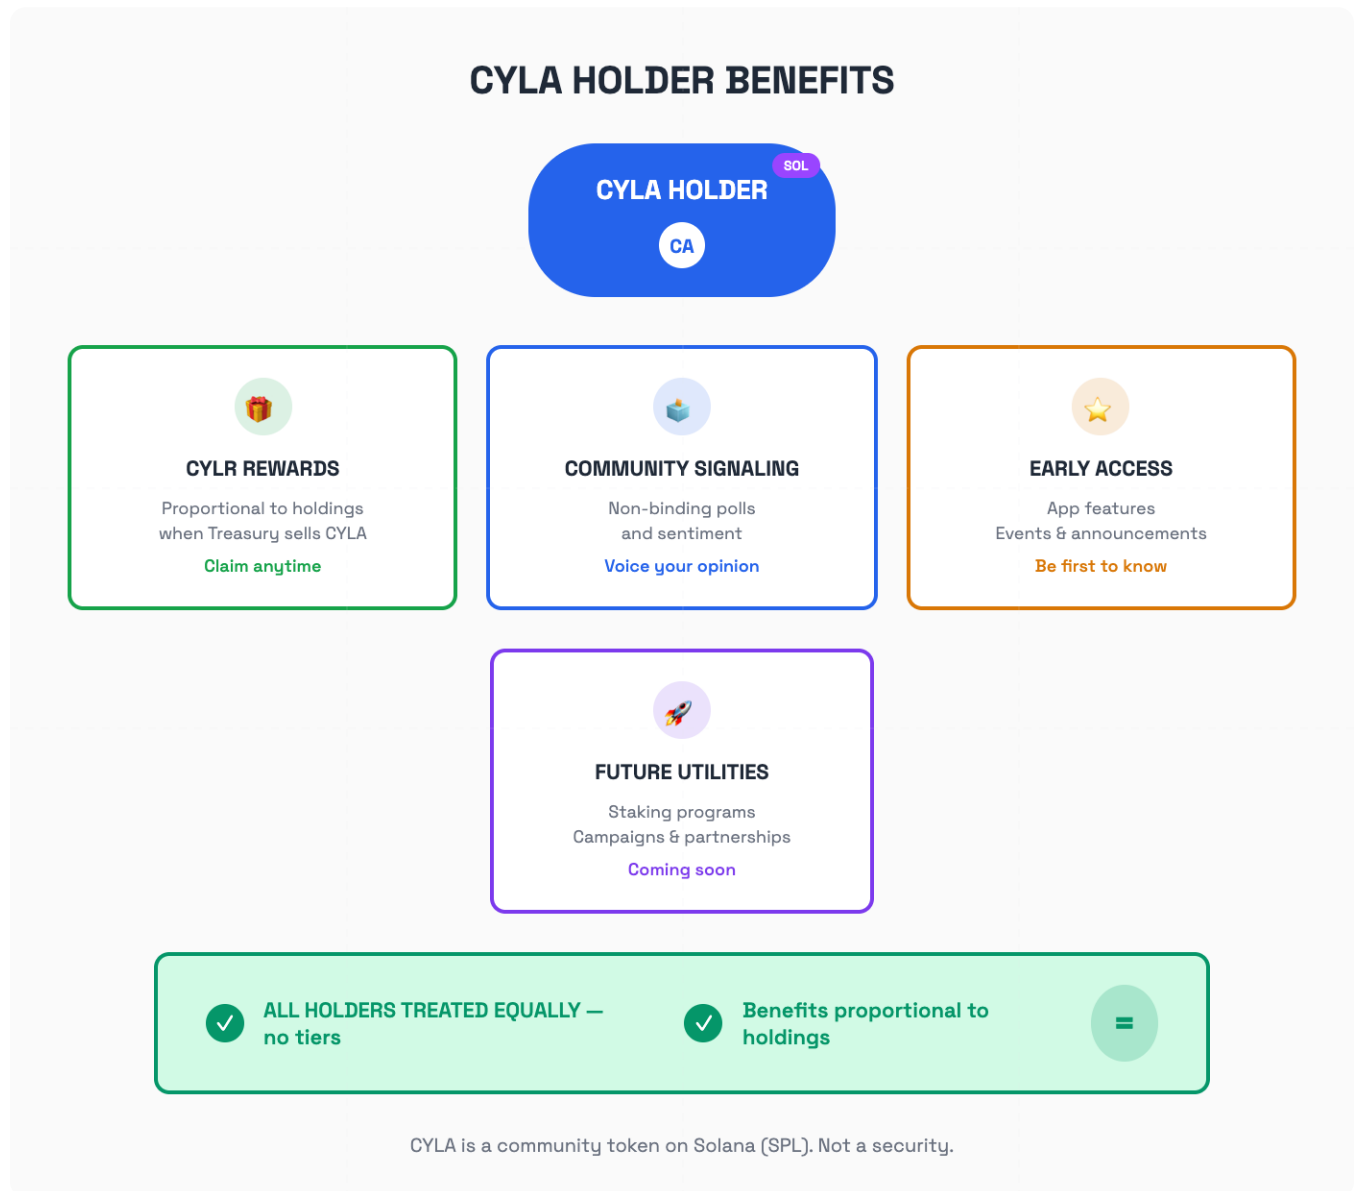 CYLA HOLDER BENEFITS
SOL
CYLA HOLDER
CA
CYLR REWARDS
Proportional to holdings
when Treasury sells CYLA
Claim anytime
COMMUNITY SIGNALING
Non-binding polls
and sentiment
Voice your opinion
EARLY ACCESS
App features
Events & announcements
Be first to know
FUTURE UTILITIES
Staking programs
Campaigns & partnerships
Coming soon
ALL HOLDERS TREATED EQUALLY —
no tiers
Benefits proportional to
holdings
=
CYLA is a community token on Solana (SPL). Not a security.